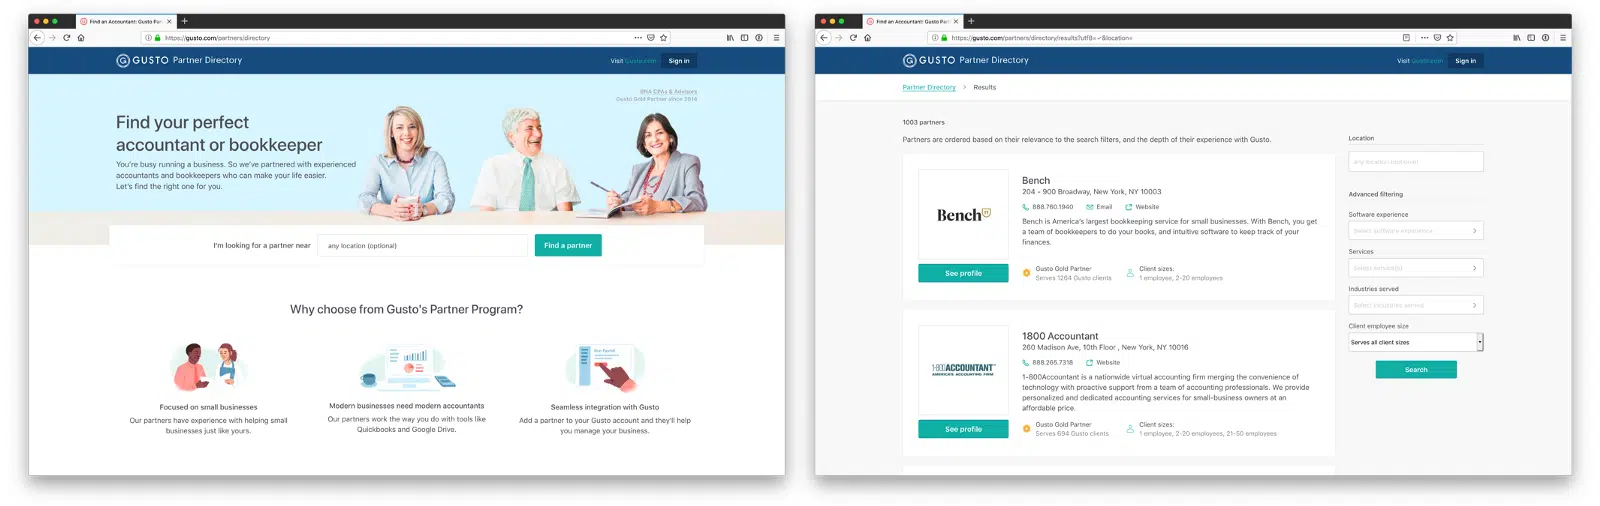 Find an Accountant: Gusto Par
https://gusto.com/partners/directory
GUSTO Partner Directory
Visit Gusto.com
Sign in
BNA CPAs & Advisors
Gusto Gold Partner since 2014
Find your perfect
accountant or bookkeeper
You're busy running a business. So we've partnered with experienced
accountants and bookkeepers who can make your life easier.
Let's find the right one for you.
I'm looking for a partner near
any location (optional)
Find a partner
Why choose from Gusto's Partner Program?
Focused on small businesses
Our partners have experience with helping small
businesses just like yours.
Modern businesses need modern accountants
Our partners work the way you do with tools like
Quickbooks and Google Drive.
Seamless integration with Gusto
Add a partner to your Gusto account and they'll help
you manage your business.
Find an Accountant: Gusto Par
https://gusto.com/partners/directory/results?utf8=✓&location=
GUSTO Partner Directory
Visit Gusto.com
Sign in
Partner Directory > Results
1003 partners
Partners are ordered based on their relevance to the search filters, and the depth of their experience with Gusto.
Bench
Bench
204 - 900 Broadway, New York, NY 10003
888.760.1940
Email
Website
Bench is America's largest bookkeeping service for small businesses. With Bench, you get
a team of bookkeepers to do your books, and intuitive software to keep track of your
finances.
See profile
Gusto Gold Partner
Serves 1264 Gusto clients
Client sizes:
1 employee, 2-20 employees
1-800ACCOUNTANT
AMERICA'S ACCOUNTING FIRM
1800 Accountant
260 Madison Ave, 10th Floor , New York, NY 10016
888.265.7318
Website
1-800Accountant is a nationwide virtual accounting firm merging the convenience of
technology with proactive support from a team of accounting professionals. We provide
personalized and dedicated accounting services for small-business owners at an
affordable price.
See profile
Gusto Gold Partner
Serves 694 Gusto clients
Client sizes:
1 employee, 2-20 employees, 21-50 employees
Location
any location (optional)
Advanced filtering
Software experience
Select software experience
Services
Select service(s)
Industries served
Select industries served
Client employee size
Serves all client sizes
Search